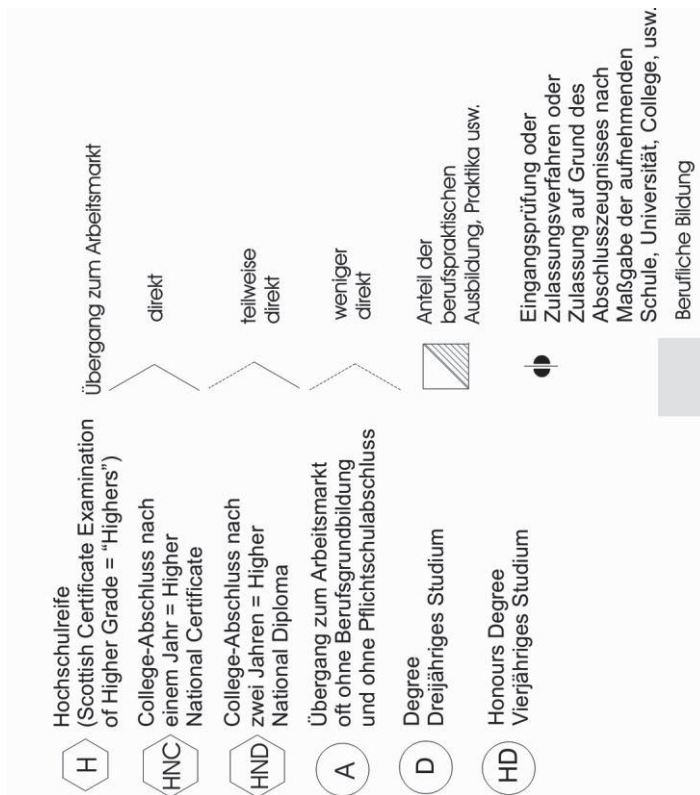 H
Hochschulreife
(Scottish Certificate Examination
of Higher Grade = "Highers")
HNC
College-Abschluss nach
einem Jahr = Higher
National Certificate
HND
College-Abschluss nach
zwei Jahren = Higher
National Diploma
A
Übergang zum Arbeitsmarkt
oft ohne Berufsgrundbildung
und ohne Pflichtschulabschluss
D
Degree
Dreijähriges Studium
HD
Honours Degree
Vierjähriges Studium
Übergang zum Arbeitsmarkt
direkt
teilweise
direkt
weniger
direkt
Anteil der
berufspraktischen
Ausbildung, Praktika usw.
Eingangsprüfung oder
Zulassungsverfahren oder
Zulassung auf Grund des
Abschlusszeugnisses nach
Maßgabe der aufnehmenden
Schule, Universität, College, usw.
Berufliche Bildung